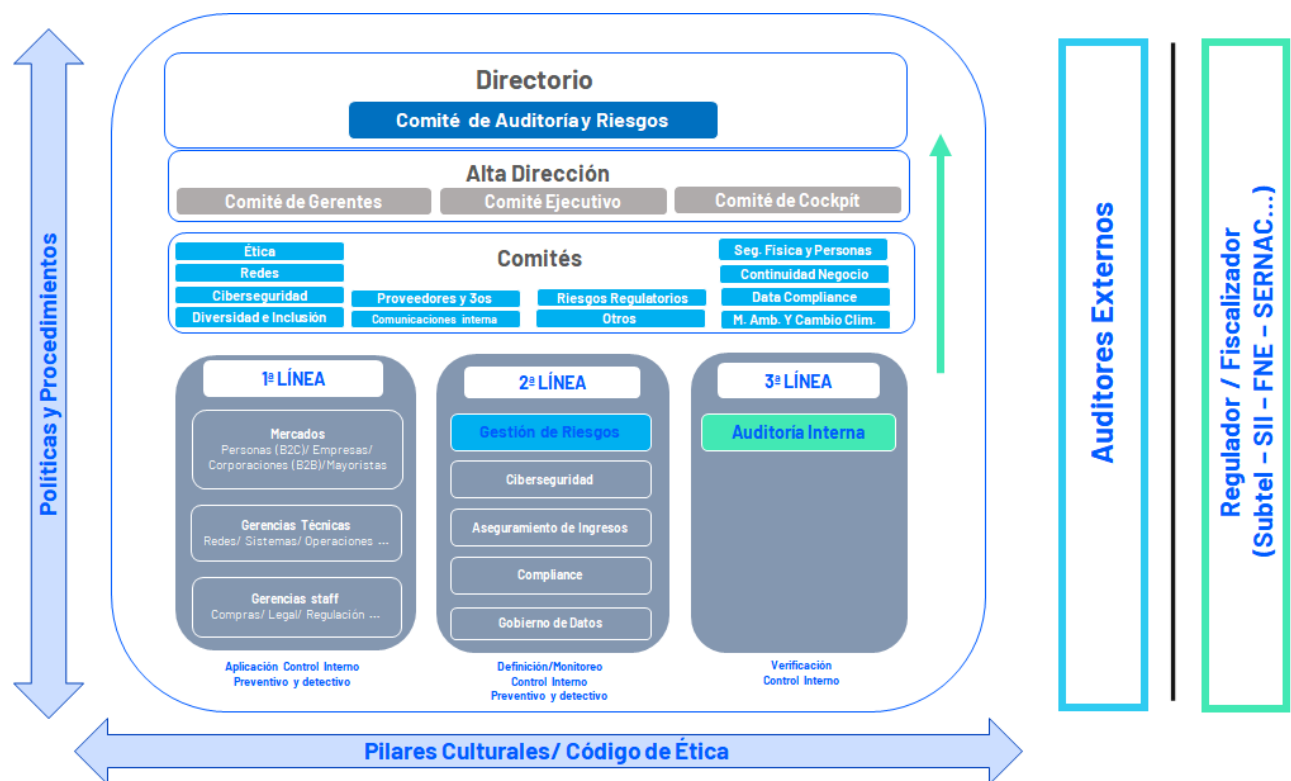 Políticas y Procedimientos
Directorio
Comité de Auditoría y Riesgos
Alta Dirección
Comité de Gerentes
Comité Ejecutivo
Comité de Cockpit
Comités
Ética
Redes
Ciberseguridad
Diversidad e Inclusión
Proveedores y 3os
Comunicaciones interna
Riesgos Regulatorios
Otros
Seg. Física y Personas
Continuidad Negocio
Data Compliance
M. Amb. Y Cambio Clim.
1ª LÍNEA
Mercados
Personas (B2C)/ Empresas/
Corporaciones (B2B)/Mayoristas
Gerencias Técnicas
Redes/ Sistemas/ Operaciones ...
Gerencias staff
Compras/ Legal/ Regulación ...
Aplicación Control Interno
Preventivo y detectivo
2ª LÍNEA
Gestión de Riesgos
Ciberseguridad
Aseguramiento de Ingresos
Compliance
Gobierno de Datos
Definición/Monitoreo
Control Interno
Preventivo y detectivo
3ª LÍNEA
Auditoría Interna
Verificación
Control Interno
Pilares Culturales/ Código de Ética
Auditores Externos
Regulador / Fiscalizador
(Subtel – SII – FNE – SERNAC...)